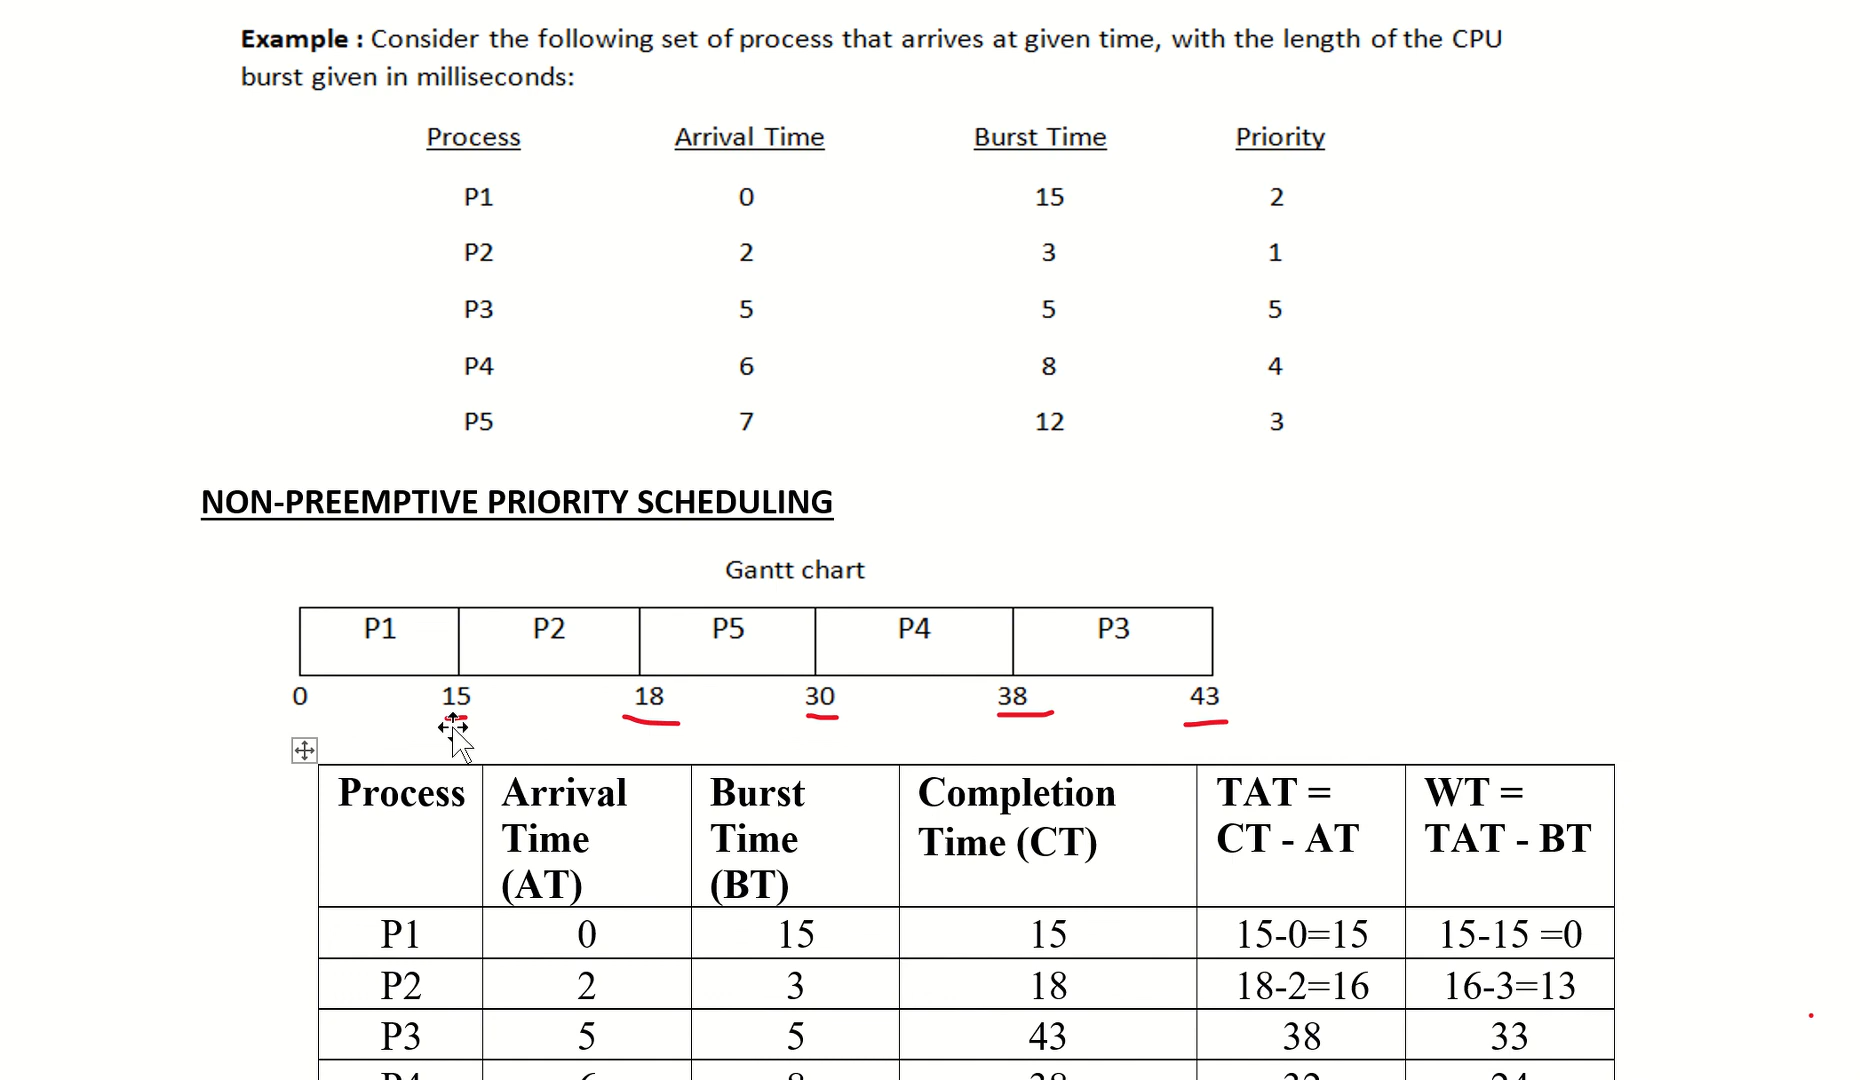 Example : Consider the following set of process that arrives at given time, with the length of the CPU
burst given in milliseconds:
Process Arrival Time Burst Time Priority
P1 0 15 2
P2 2 3 1
P3 5 5 5
P4 6 8 4
P5 7 12 3
NON-PREEMPTIVE PRIORITY SCHEDULING
Gantt chart
P1 P2 P5 P4 P3
0 15 18 30 38 43
Process Arrival Burst Completion TAT = WT =
Time Time Time (CT) CT - AT TAT - BT
(AT) (BT)
P1 0 15 15 15-0=15 15-15 =0
P2 2 3 18 18-2=16 16-3=13
P3 5 5 43 38 33